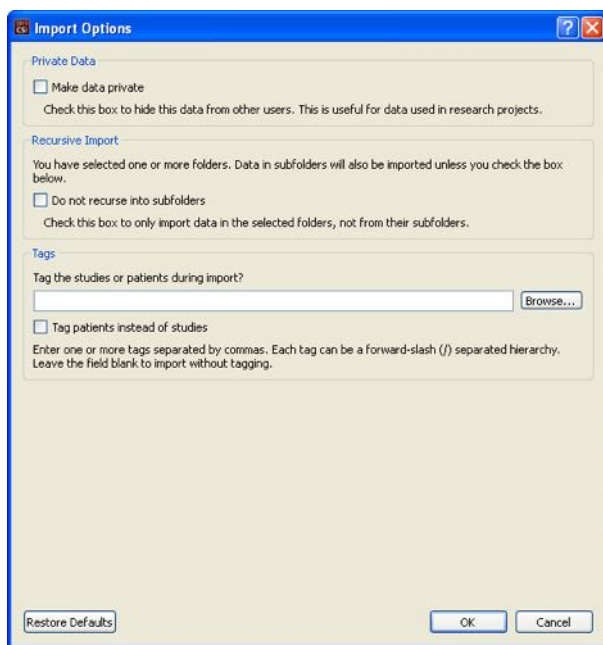 Import Options
Private Data
Make data private
Check this box to hide this data from other users. This is useful for data used in research projects.
Recursive Import
You have selected one or more folders. Data in subfolders will also be imported unless you check the box
below.
Do not recurse into subfolders
Check this box to only import data in the selected folders, not from their subfolders.
Tags
Tag the studies or patients during import?
Browse...
Tag patients instead of studies
Enter one or more tags separated by commas. Each tag can be a forward-slash (/) separated hierarchy.
Leave the field blank to import without tagging.
Restore Defaults
OK
Cancel